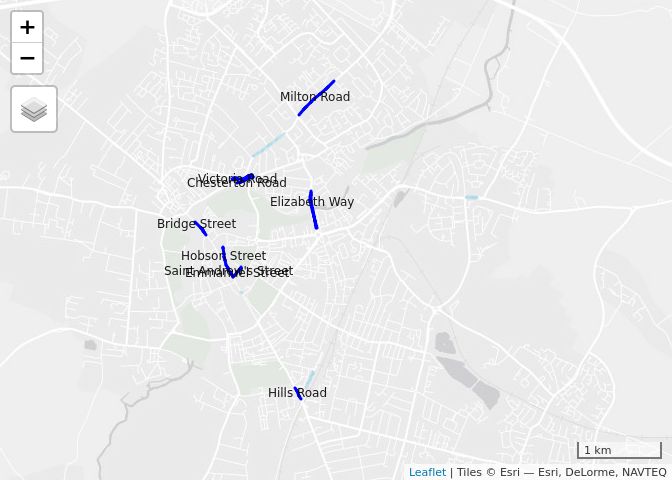 +
−
Milton Road
Victoria Road
Chesterton Road
Elizabeth Way
Bridge Street
Hobson Street
Saint Andrew's Street
Emmanuel Street
Hills Road
1 km
Leaflet | Tiles © Esri — Esri, DeLorme, NAVTEQ